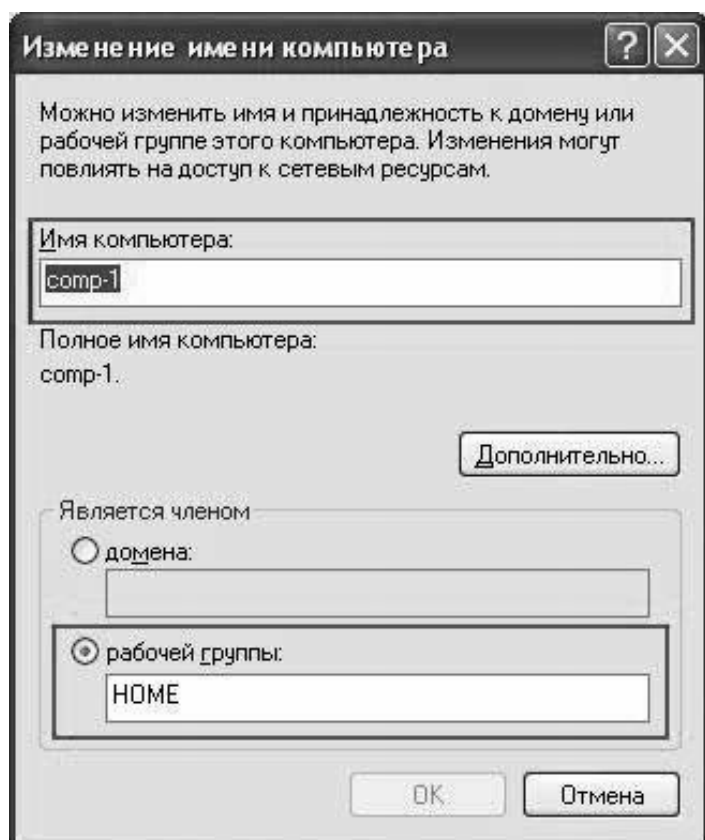 Изменение имени компьютера
Можно изменить имя и принадлежность к домену или
рабочей группе этого компьютера. Изменения могут
повлиять на доступ к сетевым ресурсам.
Имя компьютера:
comp-1
Полное имя компьютера:
comp-1.
Дополнительно...
Является членом
домена:
рабочей группы:
HOME
OK Отмена